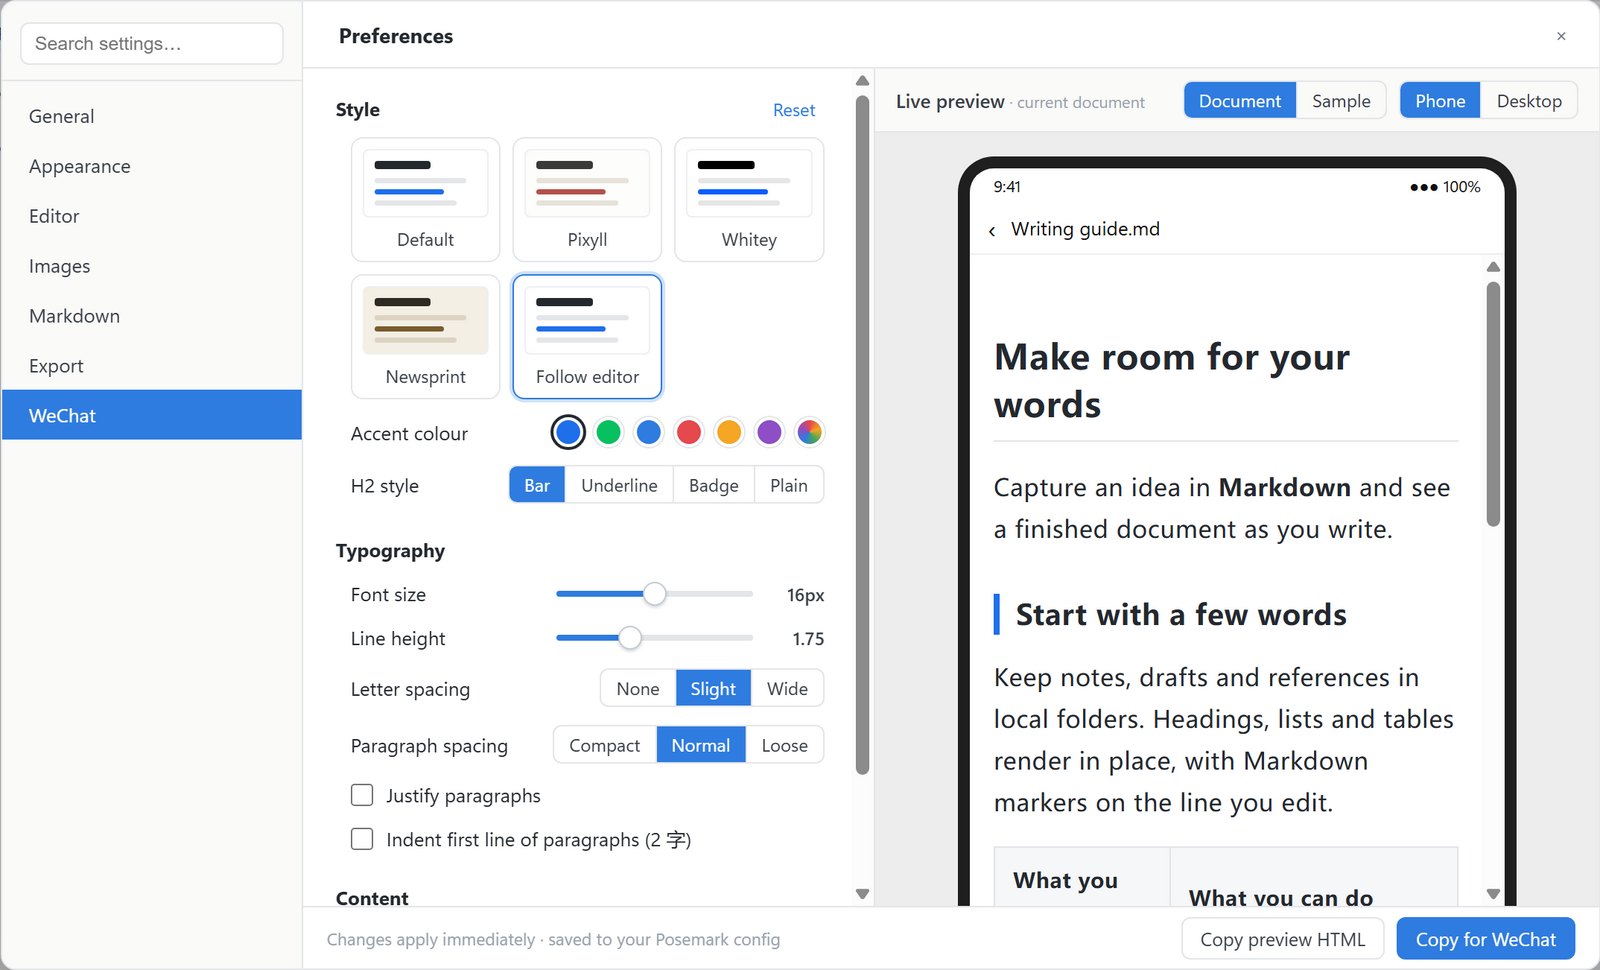 Search settings...
General
Appearance
Editor
Images
Markdown
Export
WeChat
Preferences
×
Style
Reset
Default
Pixyll
Whitey
Newsprint
Follow editor
Accent colour
H2 style
Bar
Underline
Badge
Plain
Typography
Font size
16px
Line height
1.75
Letter spacing
None
Slight
Wide
Paragraph spacing
Compact
Normal
Loose
Justify paragraphs
Indent first line of paragraphs (2 字)
Content
Live preview · current document
Document
Sample
Phone
Desktop
9:41
●●● 100%
‹ Writing guide.md
Make room for your
words
Capture an idea in Markdown and see
a finished document as you write.
Start with a few words
Keep notes, drafts and references in
local folders. Headings, lists and tables
render in place, with Markdown
markers on the line you edit.
What you
What you can do
Changes apply immediately · saved to your Posemark config
Copy preview HTML
Copy for WeChat